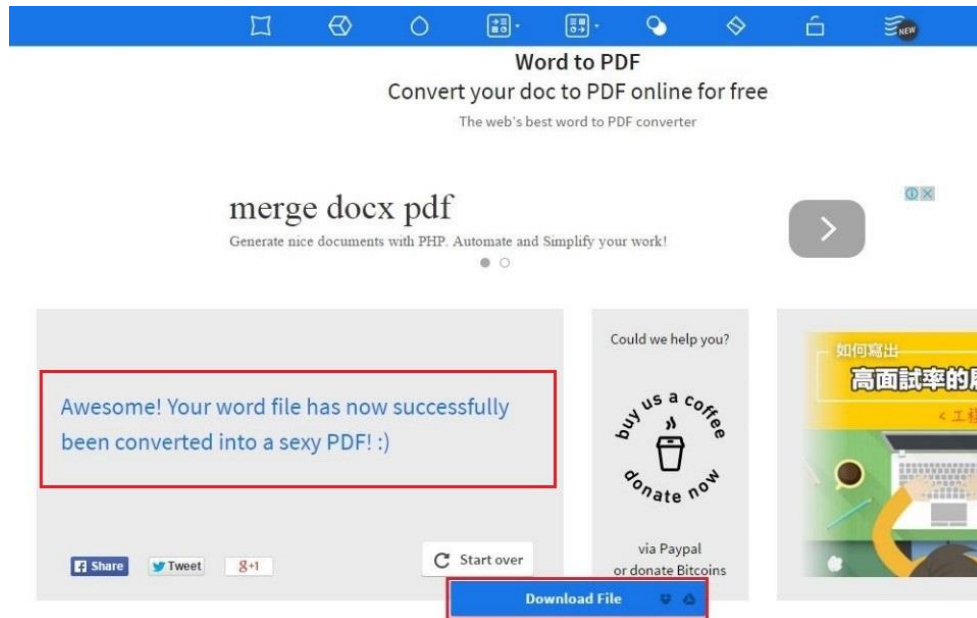 NEW
Word to PDF
Convert your doc to PDF online for free
The web's best word to PDF converter
merge docx pdf
Generate nice documents with PHP. Automate and Simplify your work!
Awesome! Your word file has now successfully
been converted into a sexy PDF! :)
Share
Tweet
g+1
Start over
Download File
Could we help you?
buy us a coffee
donate now
via Paypal
or donate Bitcoins
如何寫出
高面試率的
<工程